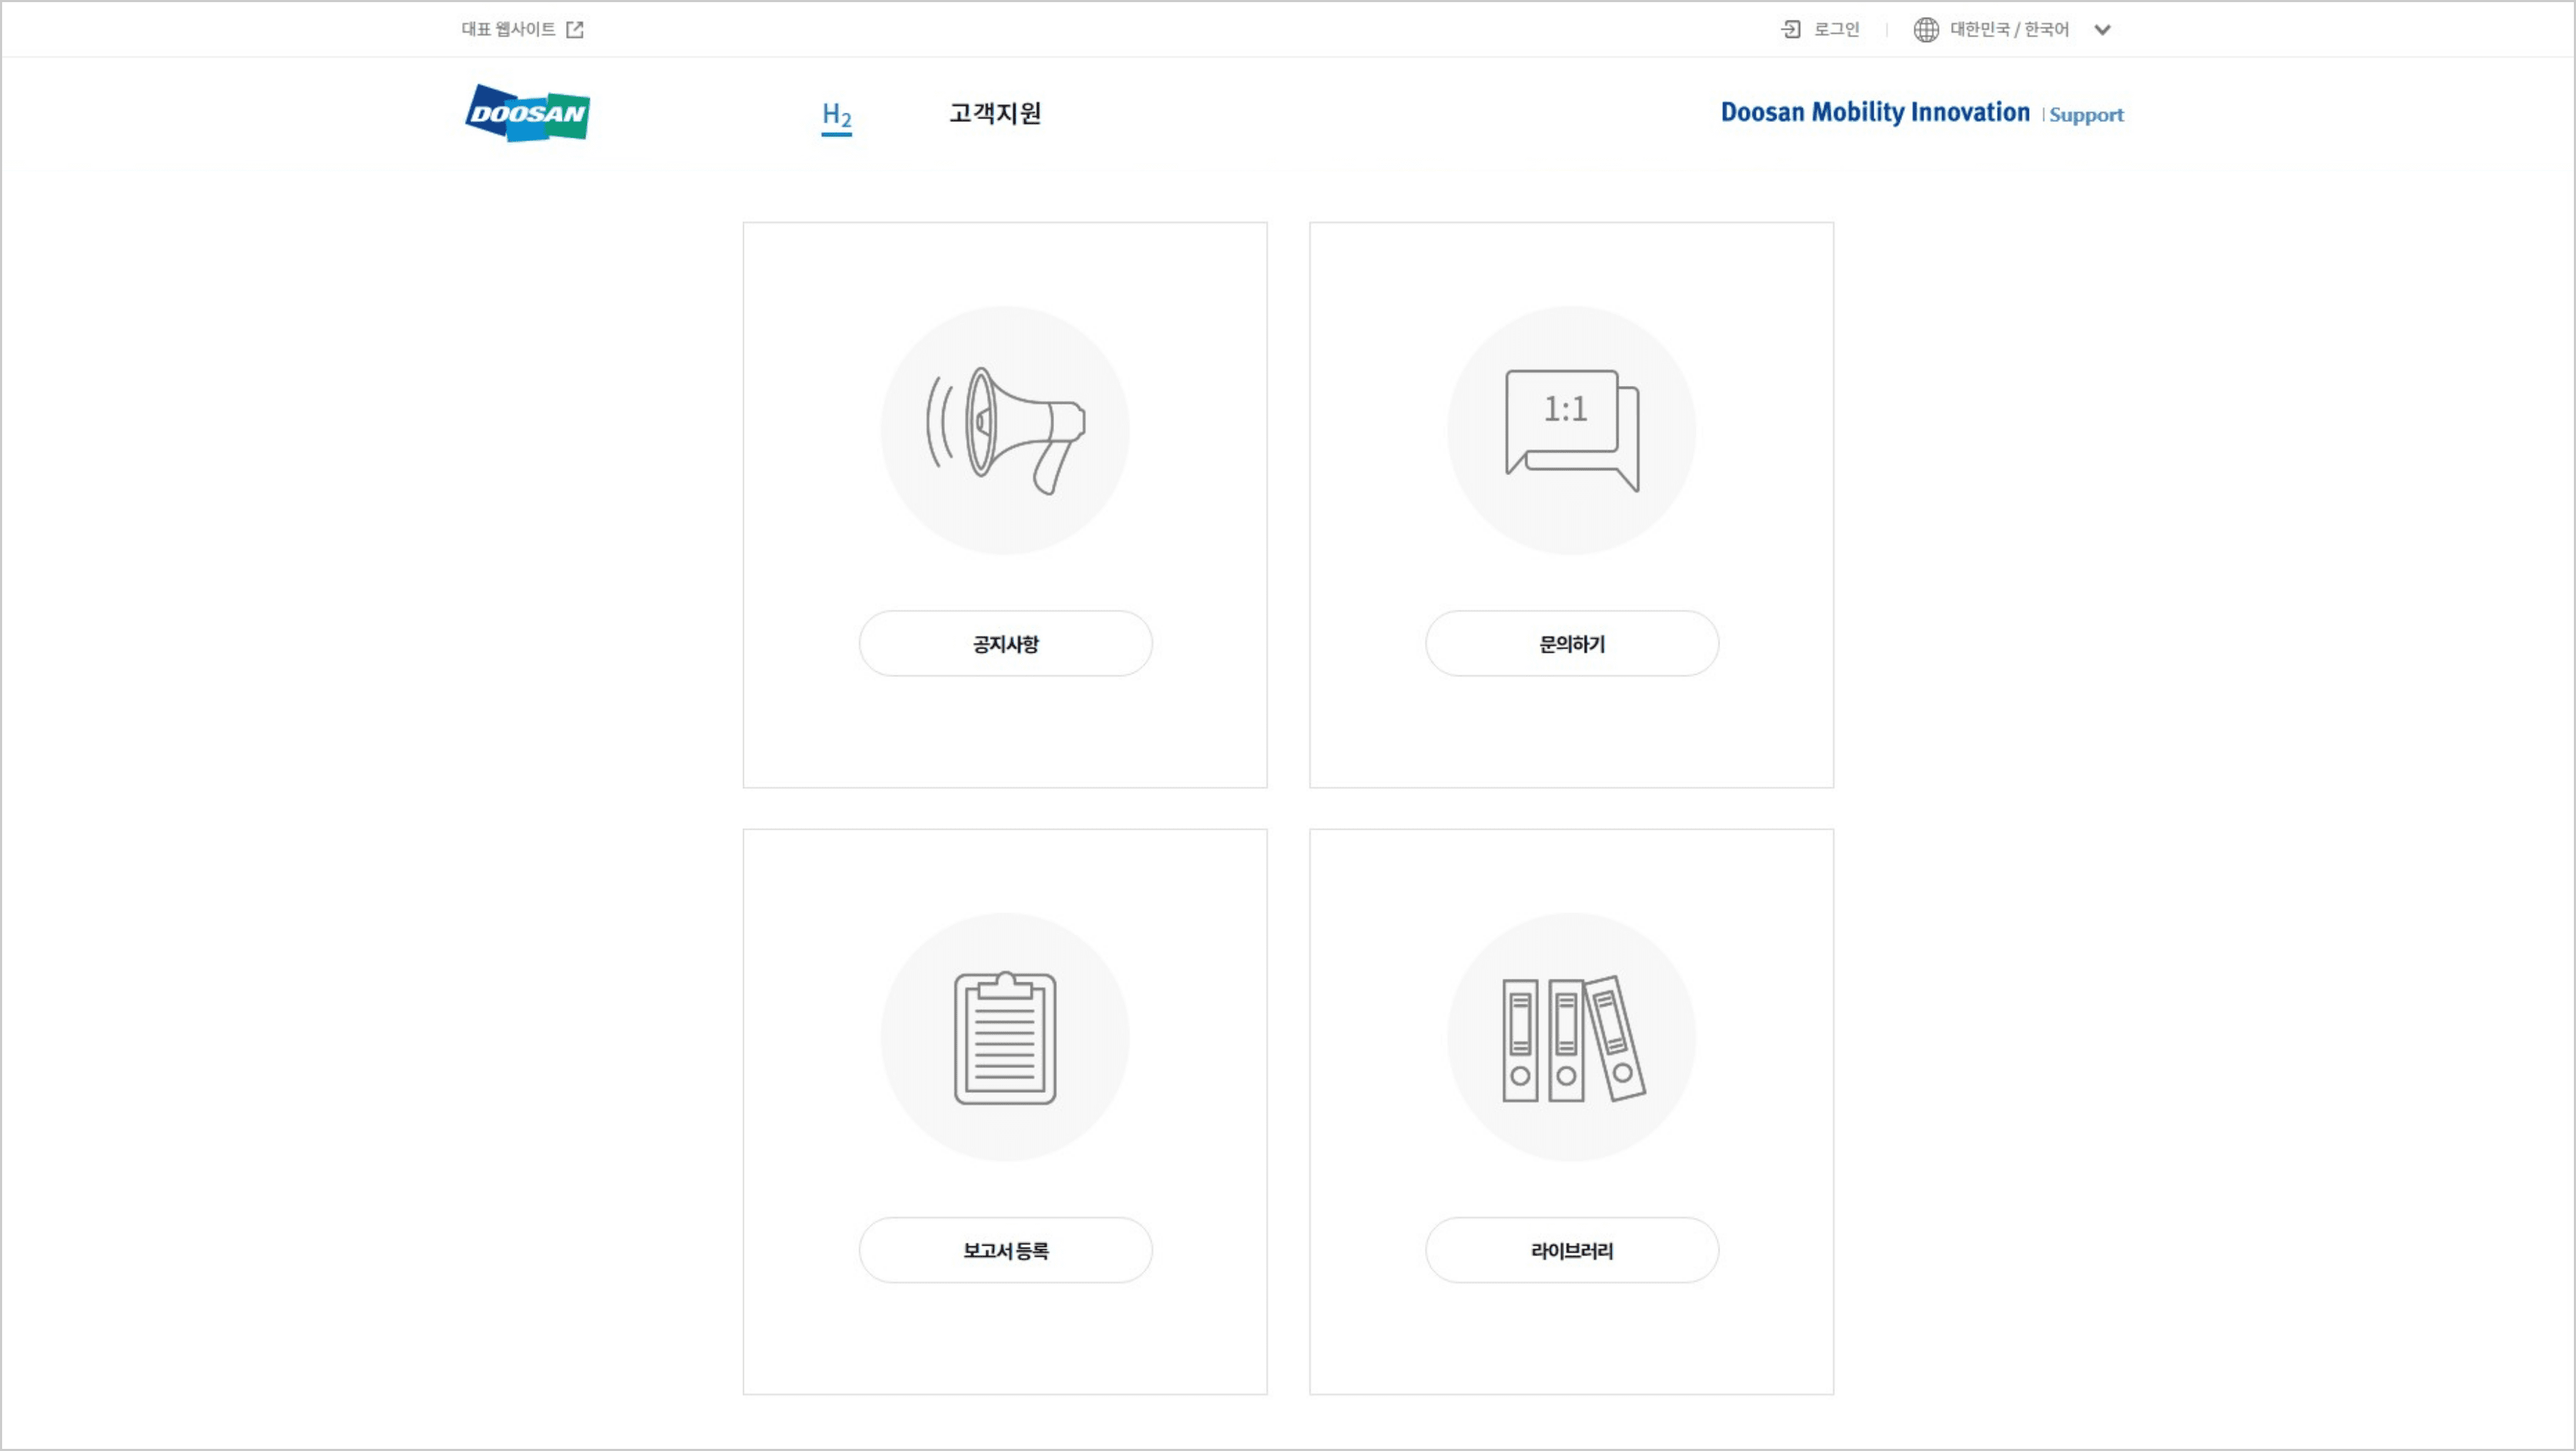 대표 웹사이트
로그인
대한민국 / 한국어
DOOSAN
H₂
고객지원
Doosan Mobility Innovation | Support
1:1
공지사항
문의하기
보고서 등록
라이브러리